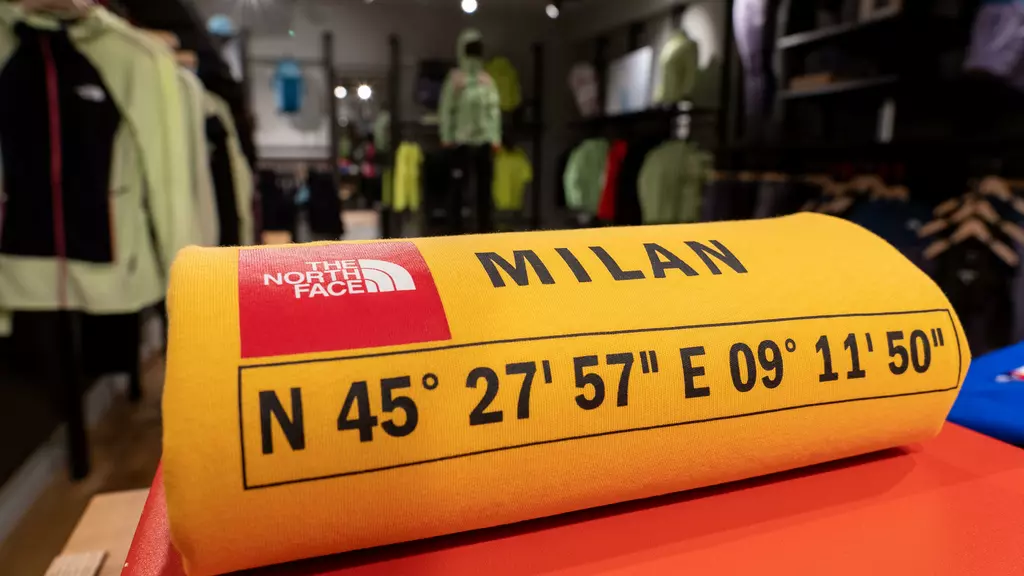 THE
NORTH
FACE
MILAN
N 45° 27' 57" E 09° 11' 50"